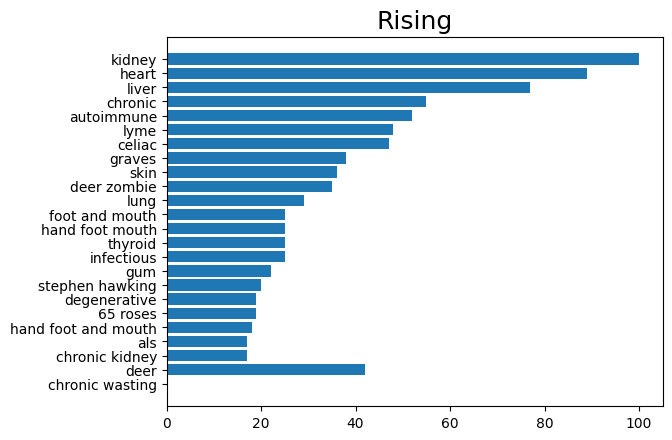 Rising
kidney
heart
liver
chronic
autoimmune
lyme
celiac
graves
skin
deer zombie
lung
foot and mouth
hand foot mouth
thyroid
infectious
gum
stephen hawking
degenerative
65 roses
hand foot and mouth
als
chronic kidney
deer
chronic wasting
0 20 40 60 80 100